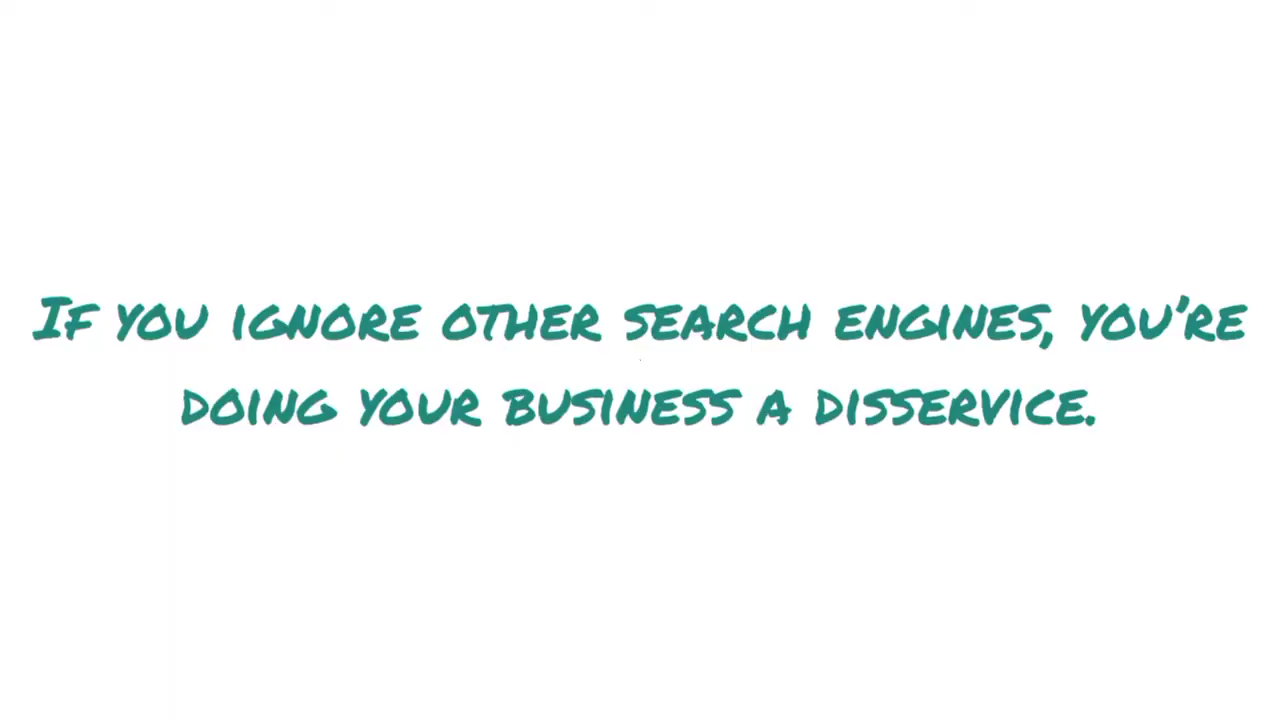 If you ignore other search engines, you’re
doing your business a disservice.